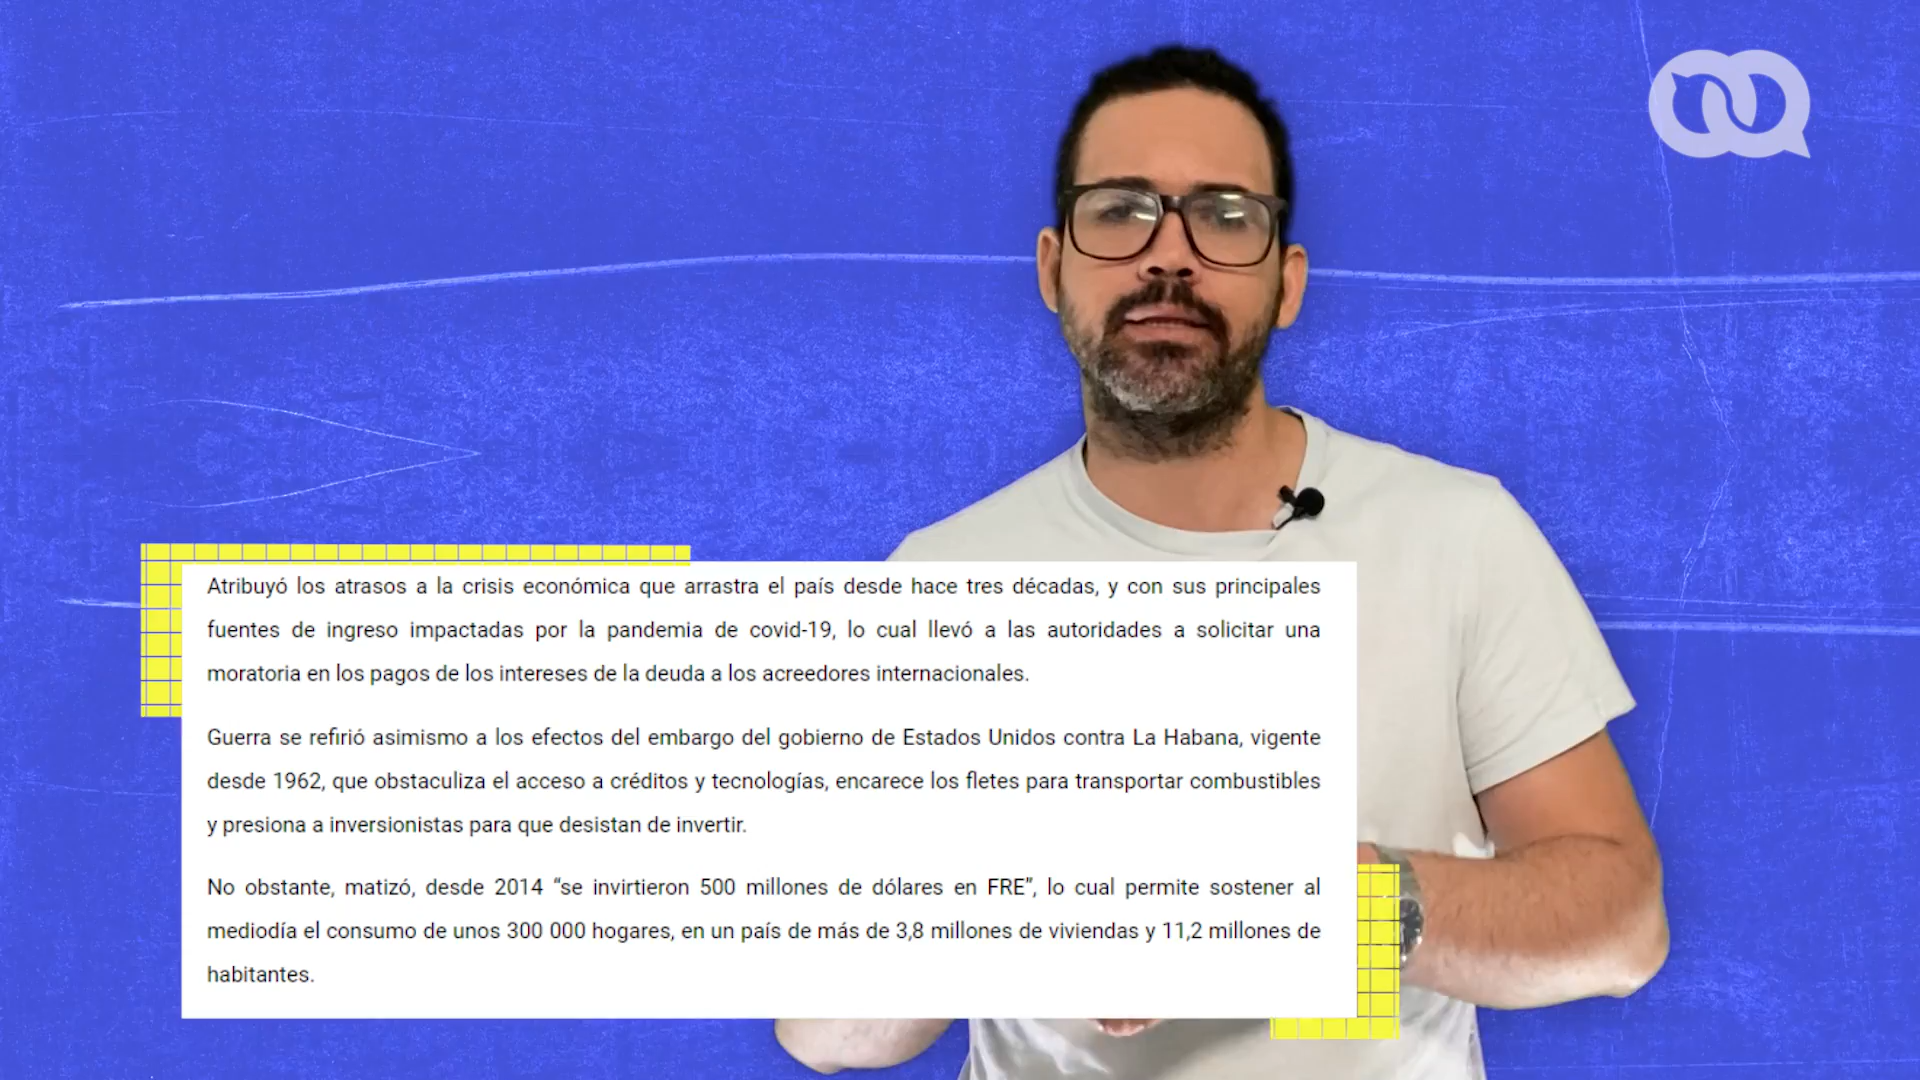 Atribuyó los atrasos a la crisis económica que arrastra el país desde hace tres décadas, y con sus principales
fuentes de ingreso impactadas por la pandemia de covid-19, lo cual llevó a las autoridades a solicitar una
moratoria en los pagos de los intereses de la deuda a los acreedores internacionales.
Guerra se refirió asimismo a los efectos del embargo del gobierno de Estados Unidos contra La Habana, vigente
desde 1962, que obstaculiza el acceso a créditos y tecnologías, encarece los fletes para transportar combustibles
y presiona a inversionistas para que desistan de invertir.
No obstante, matizó, desde 2014 “se invirtieron 500 millones de dólares en FRE”, lo cual permite sostener al
mediodía el consumo de unos 300 000 hogares, en un país de más de 3,8 millones de viviendas y 11,2 millones de
habitantes.